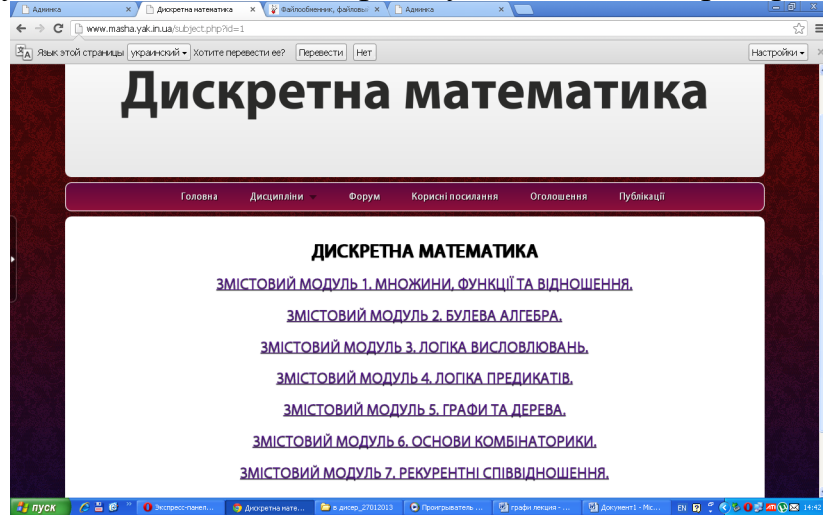 Админка
Дискретна математика
Файлообменник, файловый х
Админка
www.masha.yak.in.ua/subject.php?id=1
Язык этой страницы украинский Хотите перевести ее? Перевести Нет Настройки
Дискретна математика
Головна Дисципліни Форум Корисні посилання Оголошення Публікації
ДИСКРЕТНА МАТЕМАТИКА
ЗМІСТОВИЙ МОДУЛЬ 1. МНОЖИНИ, ФУНКЦІЇ ТА ВІДНОШЕННЯ.
ЗМІСТОВИЙ МОДУЛЬ 2. БУЛЕВА АЛГЕБРА.
ЗМІСТОВИЙ МОДУЛЬ 3. ЛОГІКА ВИСЛОВЛЮВАНЬ.
ЗМІСТОВИЙ МОДУЛЬ 4. ЛОГІКА ПРЕДИКАТІВ.
ЗМІСТОВИЙ МОДУЛЬ 5. ГРАФИ ТА ДЕРЕВА.
ЗМІСТОВИЙ МОДУЛЬ 6. ОСНОВИ КОМБІНАТОРИКИ.
ЗМІСТОВИЙ МОДУЛЬ 7. РЕКУРЕНТНІ СПІВВІДНОШЕННЯ.
пуск Экспресс-панел... Дискретна мате... в дисер_27012013 Проигрыватель ... графи лекция - ... Документ1 - Mic... EN 14:42